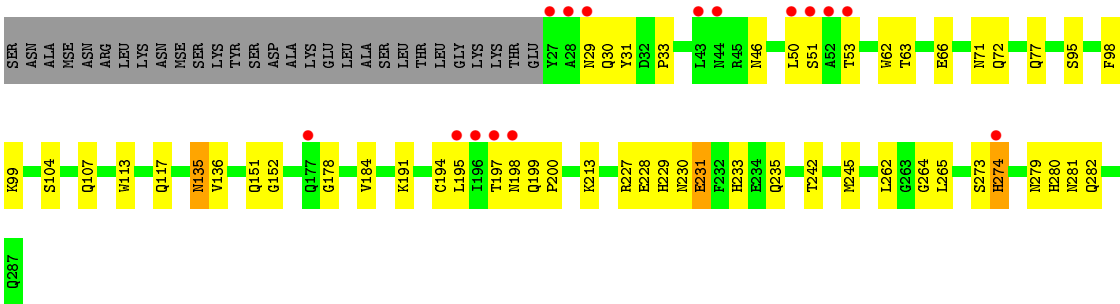 SER ASN ALA MSE ASN ARG LEU LYS ASN MSE SER LYS TYR SER ASP ALA LYS GLU LEU ALA SER LEU THR LEU GLY LYS LYS THR GLU Y27 A28 N29 Q30 Y31 D32 P33 L43 N44 R45 N46 L50 S51 A52 T53 W62 T63 E66 N71 Q72 Q77 S95 F98
K99 S104 Q107 W113 Q117 N135 V136 Q151 G152 Q177 G178 V184 K191 C194 L195 I196 T197 N198 Q199 P200 K213 R227 E228 H229 N230 E231 F232 H233 E234 Q235 T242 M245 L262 G263 G264 L265 S273 H274 N279 H280 N281 Q282
Q287